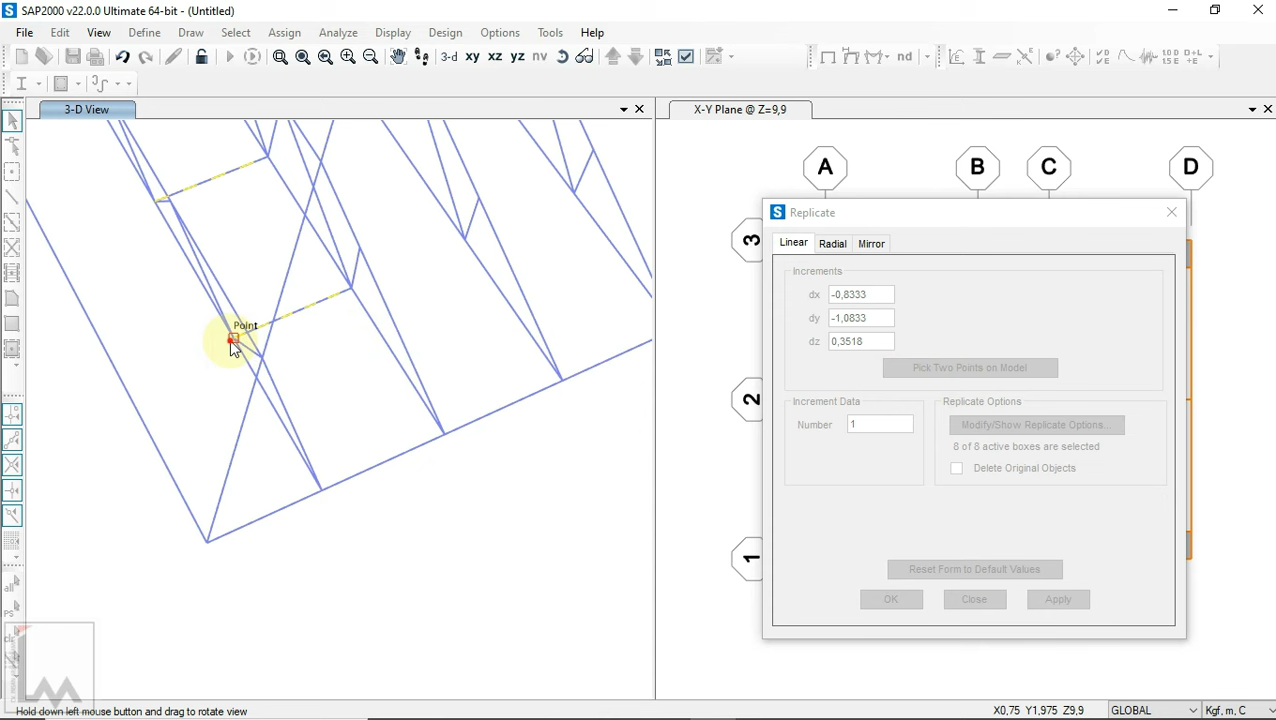 SAP2000 v22.0.0 Ultimate 64-bit - (Untitled)
File Edit View Define Draw Select Assign Analyze Display Design Options Tools Help
3-d xy xz yz nv nd
3-D View
X-Y Plane @ Z=9,9
A B C D
3
2
1
Point
Replicate
Linear Radial Mirror
Increments
dx -0,8333
dy -1,0833
dz 0,3518
Pick Two Points on Model
Increment Data
Number 1
Replicate Options
Modify/Show Replicate Options...
8 of 8 active boxes are selected
Delete Original Objects
Reset Form to Default Values
OK Close Apply
all
PS
Hold down left mouse button and drag to rotate view
X0,75 Y1,975 Z9,9
GLOBAL
Kgf, m, C